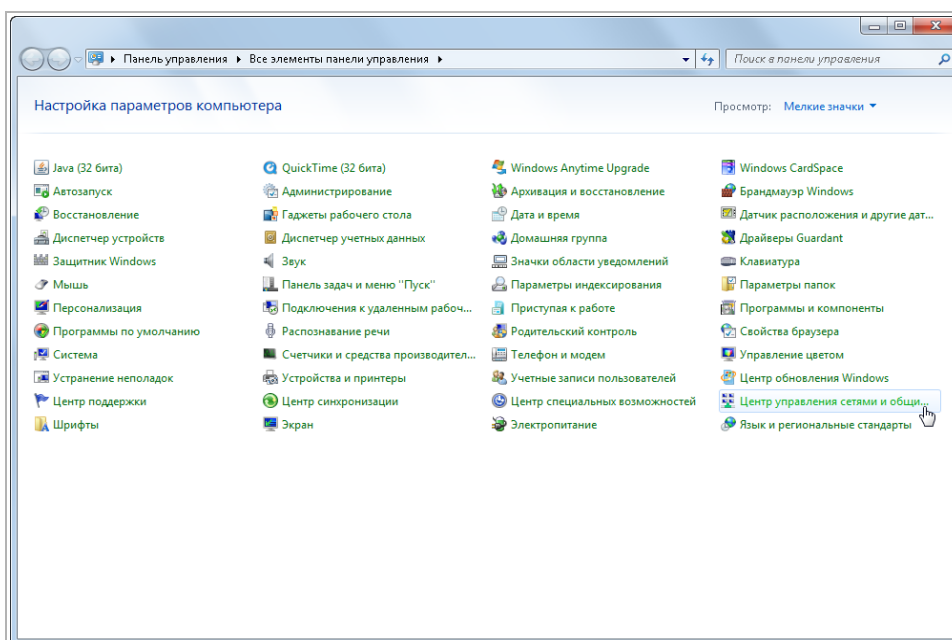 Панель управления ▸ Все элементы панели управления ▸
Поиск в панели управления
Настройка параметров компьютера
Просмотр: Мелкие значки
Java (32 бита) QuickTime (32 бита) Windows Anytime Upgrade Windows CardSpace
Автозапуск Администрирование Архивация и восстановление Брандмауэр Windows
Восстановление Гаджеты рабочего стола Дата и время Датчик расположения и другие дат...
Диспетчер устройств Диспетчер учетных данных Домашняя группа Драйверы Guardant
Защитник Windows Звук Значки области уведомлений Клавиатура
Мышь Панель задач и меню "Пуск" Параметры индексирования Параметры папок
Персонализация Подключения к удаленным рабоч... Приступая к работе Программы и компоненты
Программы по умолчанию Распознавание речи Родительский контроль Свойства браузера
Система Счетчики и средства производител... Телефон и модем Управление цветом
Устранение неполадок Устройства и принтеры Учетные записи пользователей Центр обновления Windows
Центр поддержки Центр синхронизации Центр специальных возможностей Центр управления сетями и общи...
Шрифты Экран Электропитание Язык и региональные стандарты